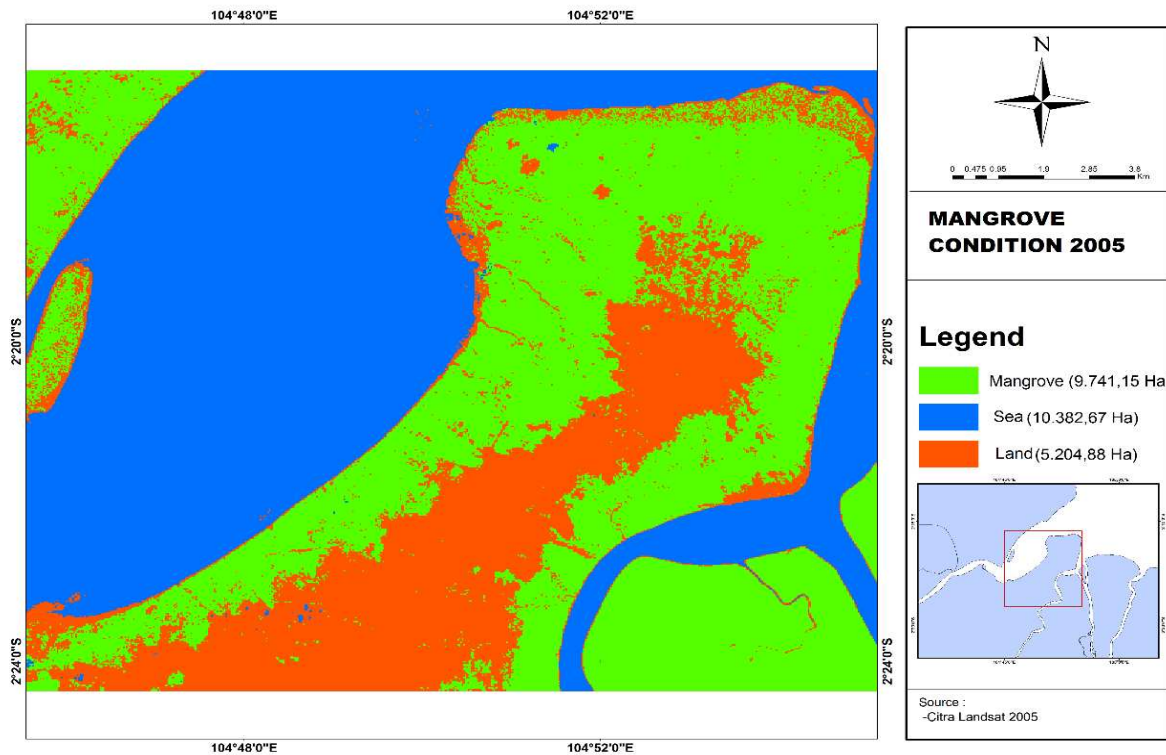 104°48'0"E 104°52'0"E
2°20'0"S 2°20'0"S
2°24'0"S 2°24'0"S
104°48'0"E 104°52'0"E
N
0 0.475 0.95 1.9 2.85 3.8
Km
MANGROVE
CONDITION 2005
Legend
Mangrove (9.741,15 Ha
Sea (10.382,67 Ha)
Land (5.204,88 Ha)
Source :
-Citra Landsat 2005